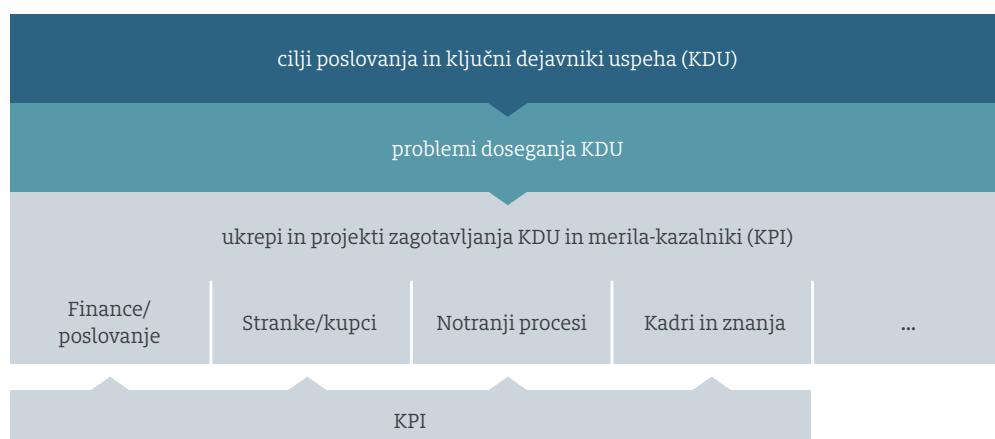 cilji poslovanja in ključni dejavniki uspeha (KDU)
problemi doseganja KDU
ukrepi in projekti zagotavljanja KDU in merila-kazalniki (KPI)
Finance/
poslovanje
Stranke/kupci
Notranji procesi
Kadri in znanja
...
KPI